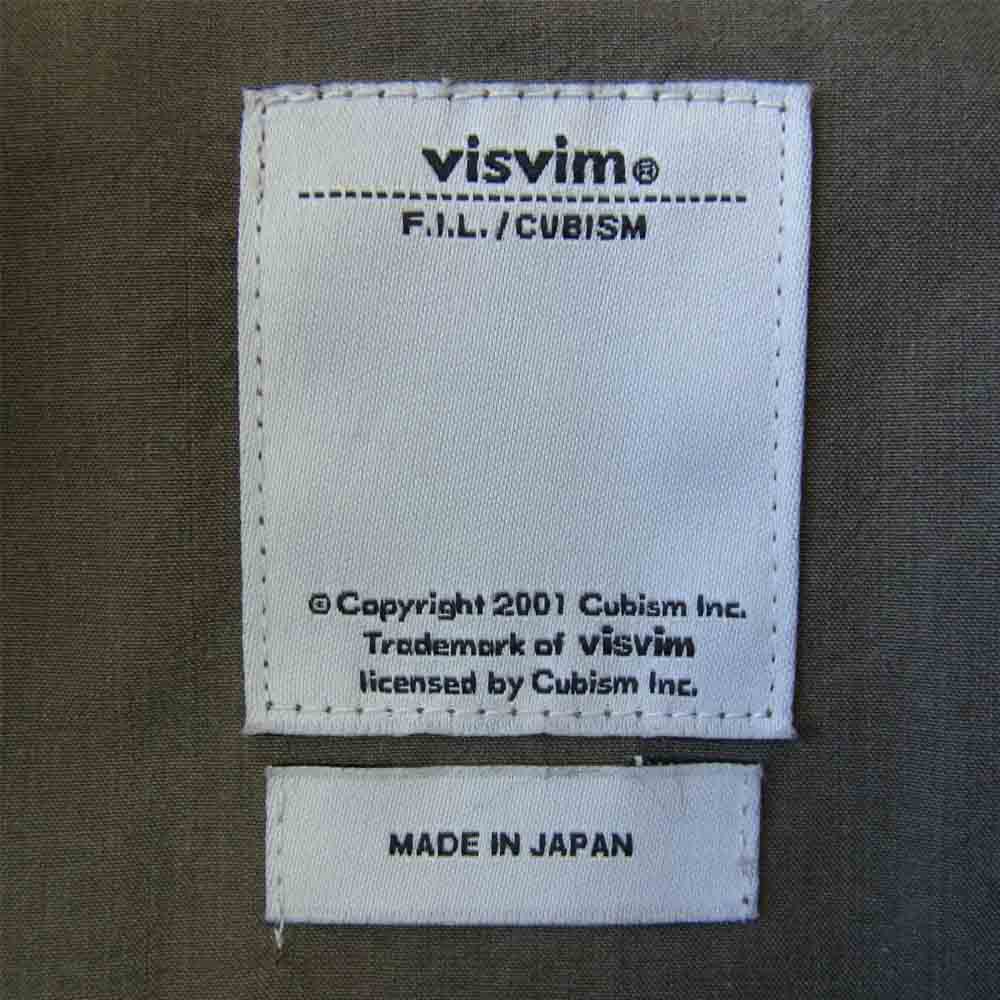 visvim®
F.I.L. / CUBISM
© Copyright 2001 Cubism Inc.
Trademark of visvim
licensed by Cubism Inc.
MADE IN JAPAN